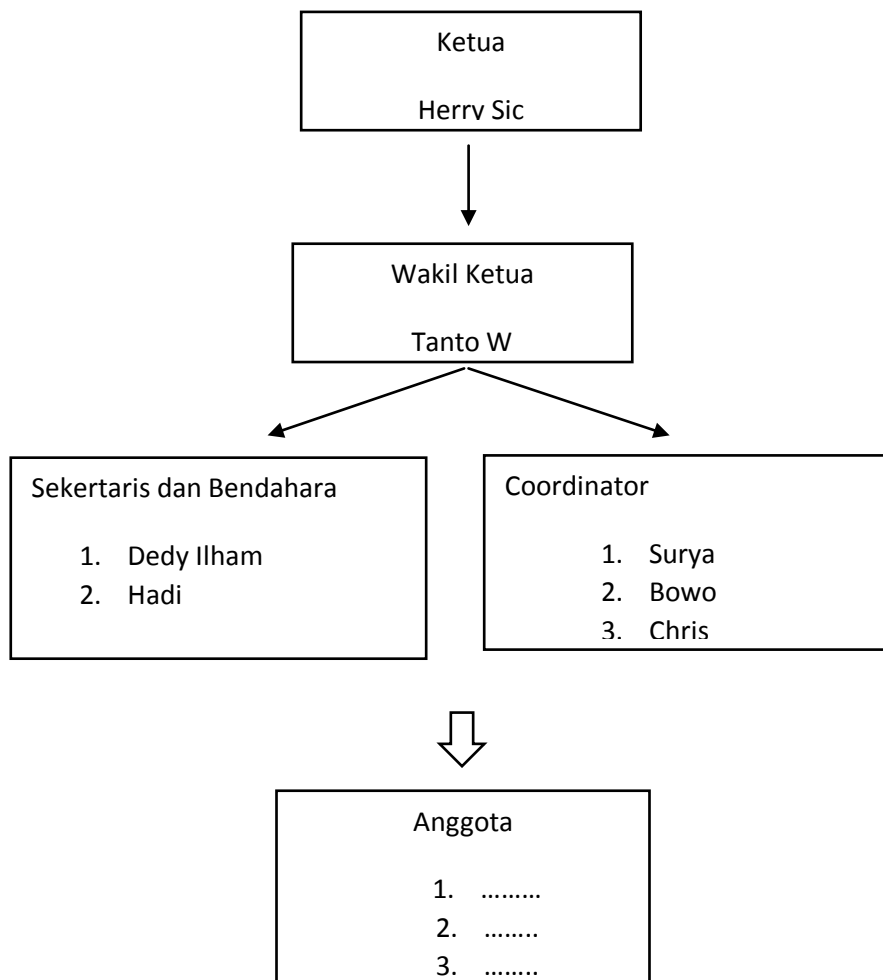 Ketua
Herry Sic
Wakil Ketua
Tanto W
Sekertaris dan Bendahara
1. Dedy Ilham
2. Hadi
Coordinator
1. Surya
2. Bowo
3. Chris
Anggota
1. .........
2. ........
3. ........